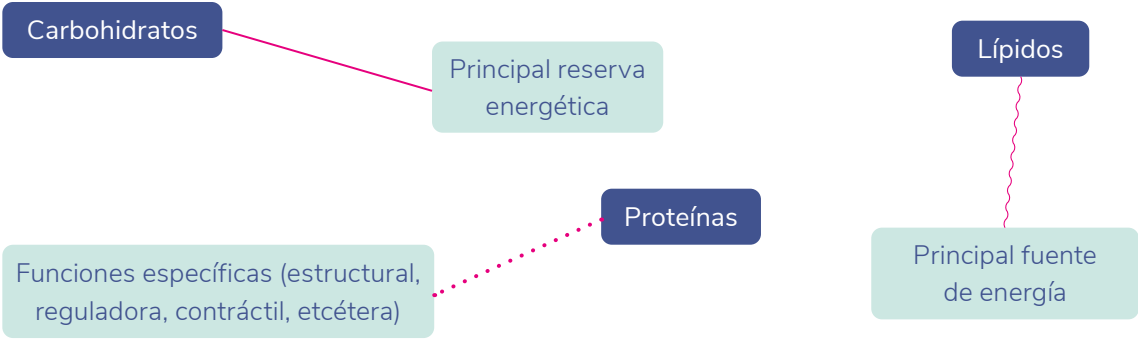 Carbohidratos
Principal reserva
energética
Lípidos
Proteínas
Funciones específicas (estructural,
reguladora, contráctil, etcétera)
Principal fuente
de energía